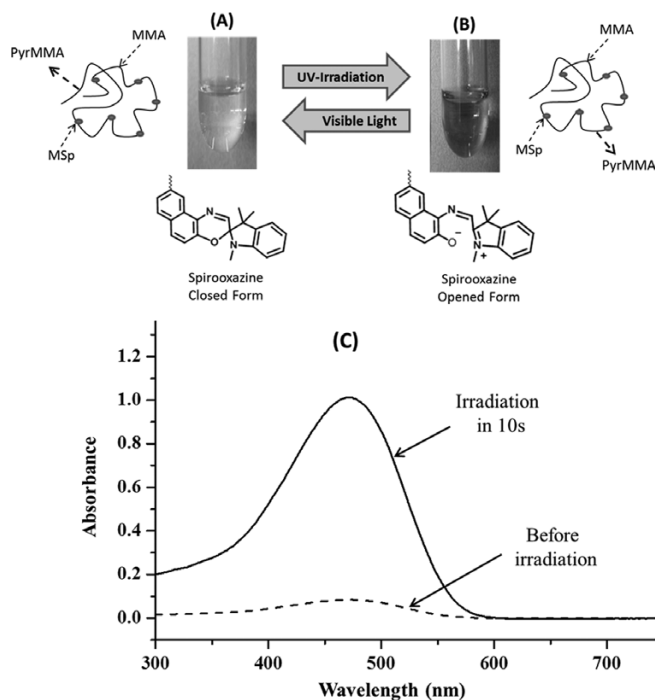 (A)
(B)
PyrMMA
MMA
MMA
UV-Irradiation
Visible Light
MSp
PyrMMA
N
O
N
N
O
−
N
+
Spirooxazine
Closed Form
Spirooxazine
Opened Form
(C)
1.2
1.0
0.8
0.6
0.4
0.2
0.0
Absorbance
Irradiation
in 10s
Before
irradiation
300
400
500
600
700
Wavelength (nm)